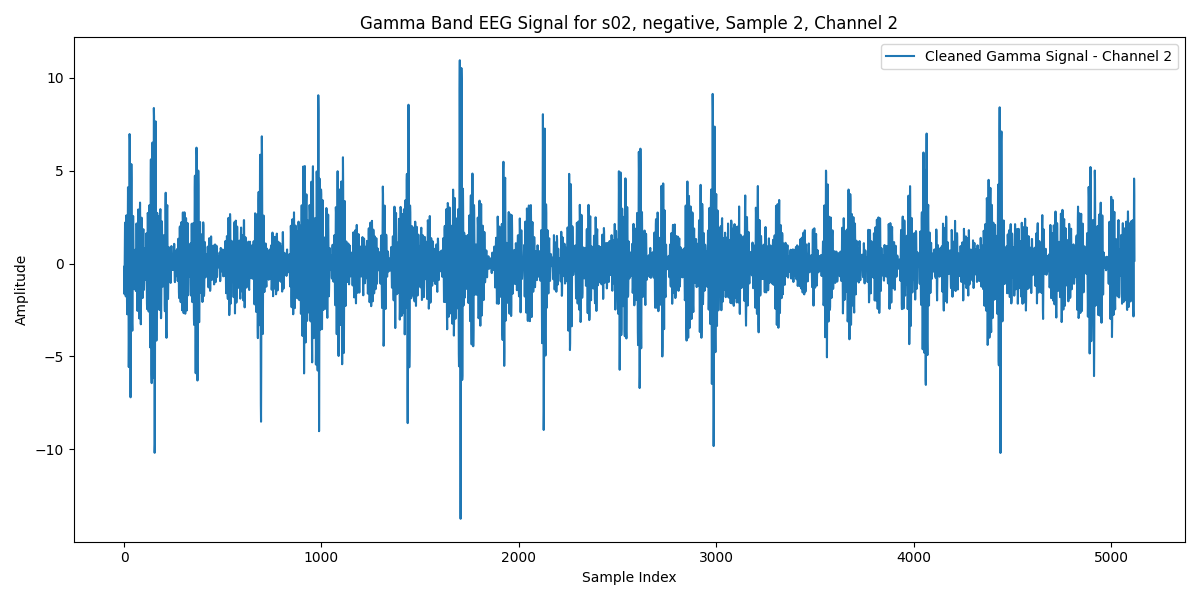 Gamma Band EEG Signal for s02, negative, Sample 2, Channel 2
Cleaned Gamma Signal - Channel 2
10
5
0
−5
−10
Amplitude
0 1000 2000 3000 4000 5000
Sample Index